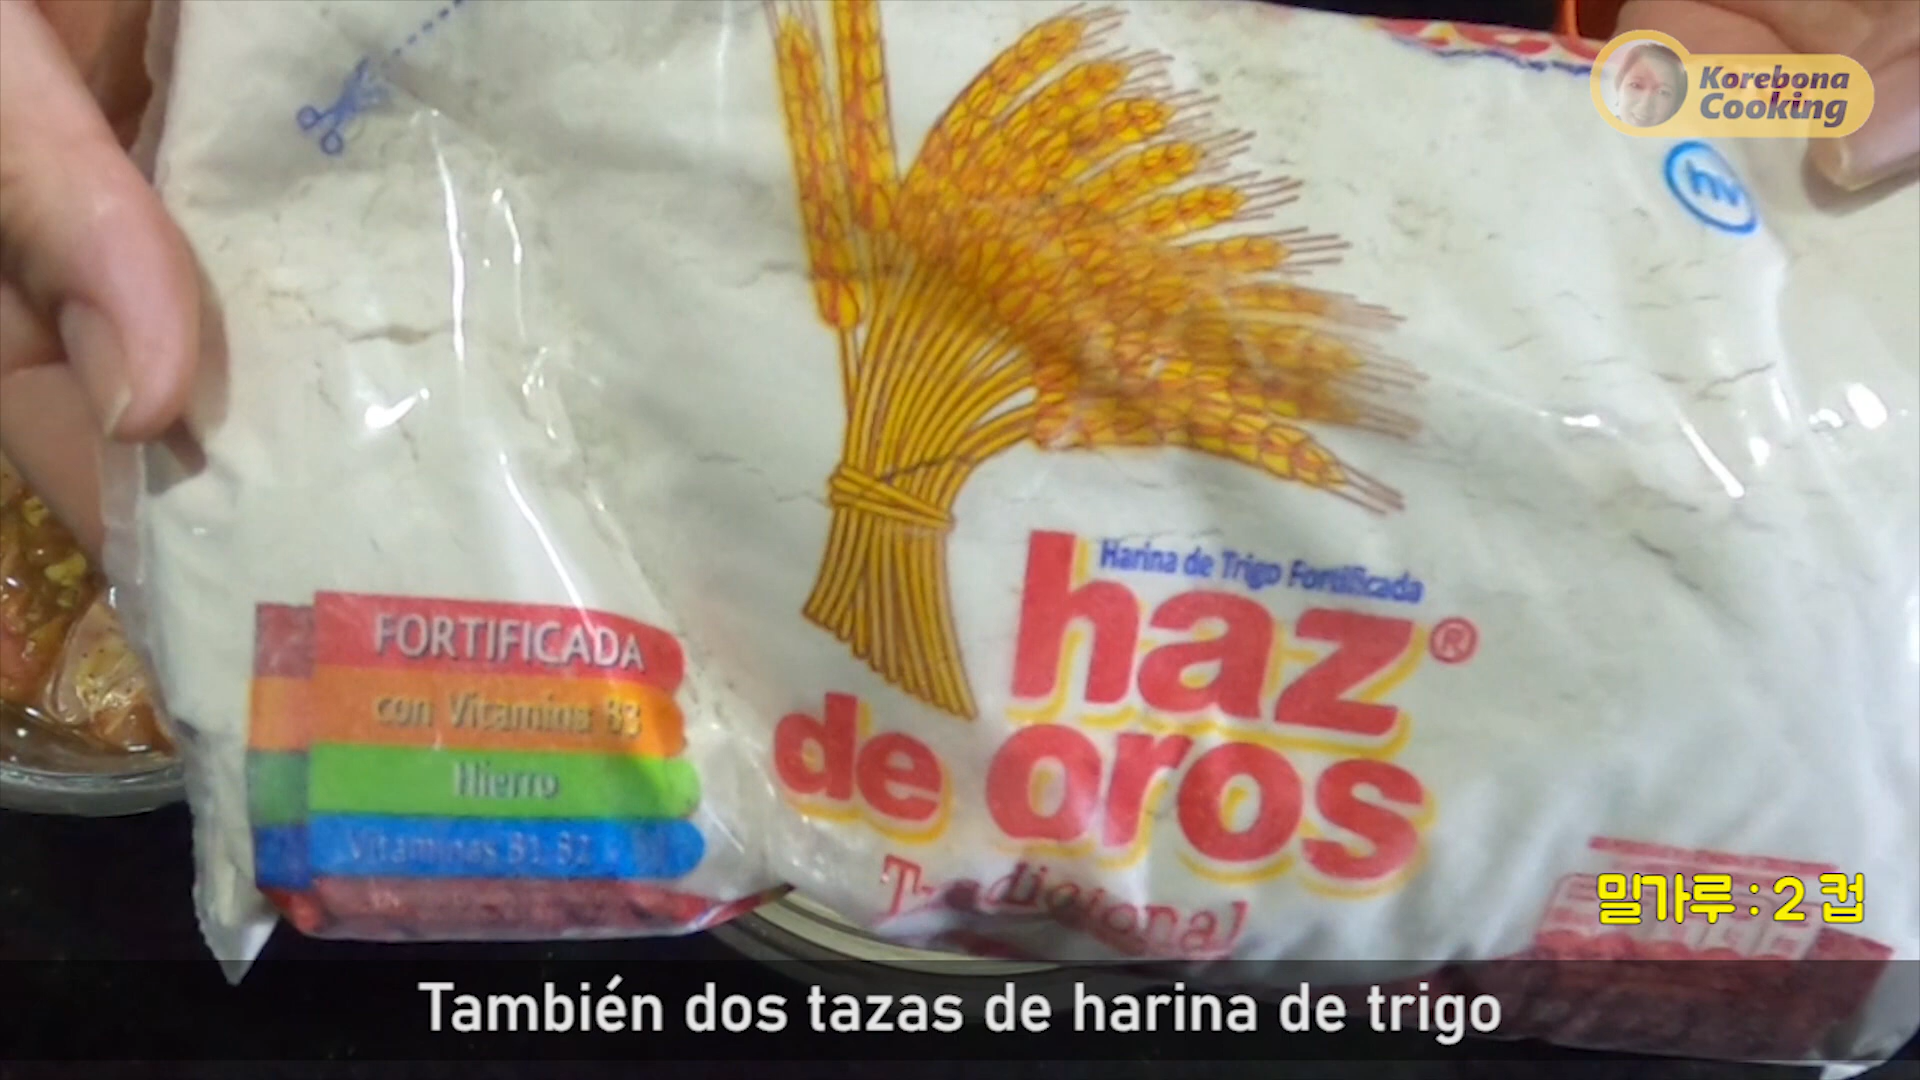 Korebona
Cooking
Harina de Trigo Fortificada
haz®
de oros
Tradicional
FORTIFICADA
con Vitamina B3
Hierro
Vitaminas B1 B2
밀가루 : 2 컵
También dos tazas de harina de trigo